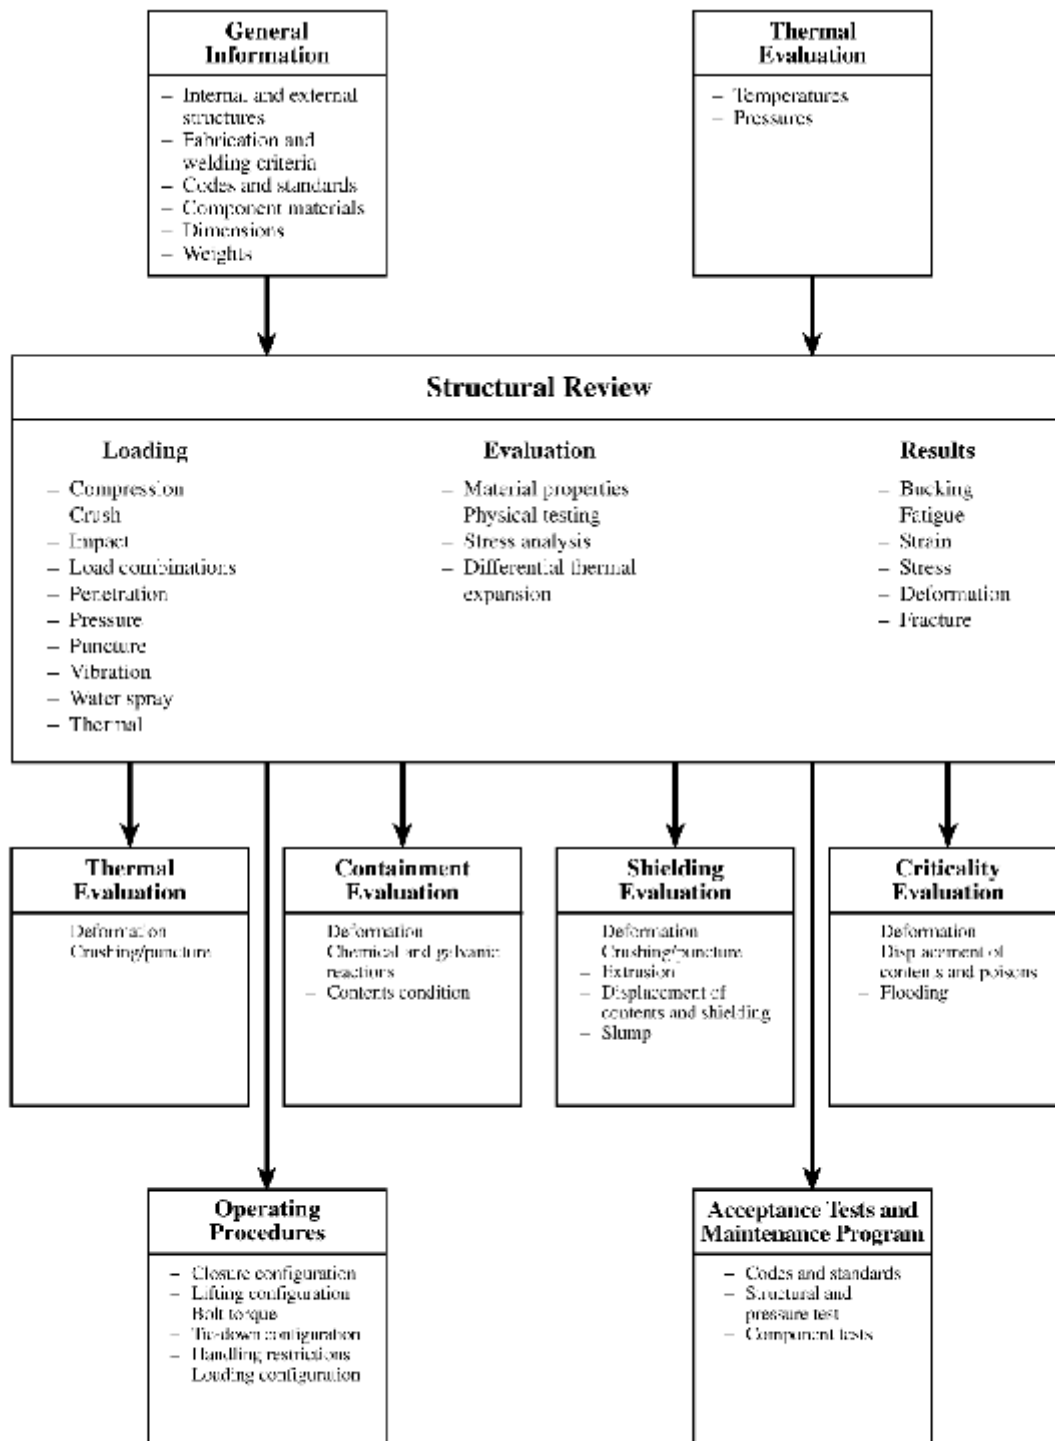 General
Information
– Internal and external
structures
– Fabrication and
welding criteria
– Codes and standards
– Component materials
– Dimensions
– Weights
Thermal
Evaluation
– Temperatures
– Pressures
Structural Review
Loading
– Compression
Crush
– Impact
– Load combinations
– Penetration
– Pressure
– Puncture
– Vibration
– Water spray
– Thermal
Evaluation
– Material properties
Physical testing
– Stress analysis
– Differential thermal
expansion
Results
– Bucking
Fatigue
– Strain
– Stress
– Deformation
– Fracture
Thermal
Evaluation
Deformation
Crushing/puncture
Containment
Evaluation
Deformation
Chemical and galvanic
reactions
– Contents condition
Shielding
Evaluation
Deformation
Crushing/puncture
– Extrusion
– Displacement of
contents and shielding
– Slump
Criticality
Evaluation
Deformation
Displacement of
contents and poisons
– Flooding
Operating
Procedures
– Closure configuration
– Lifting configuration
Bolt torque
– Tie-down configuration
– Handling restrictions
Loading configuration
Acceptance Tests and
Maintenance Program
– Codes and standards
– Structural and
pressure test
– Component tests